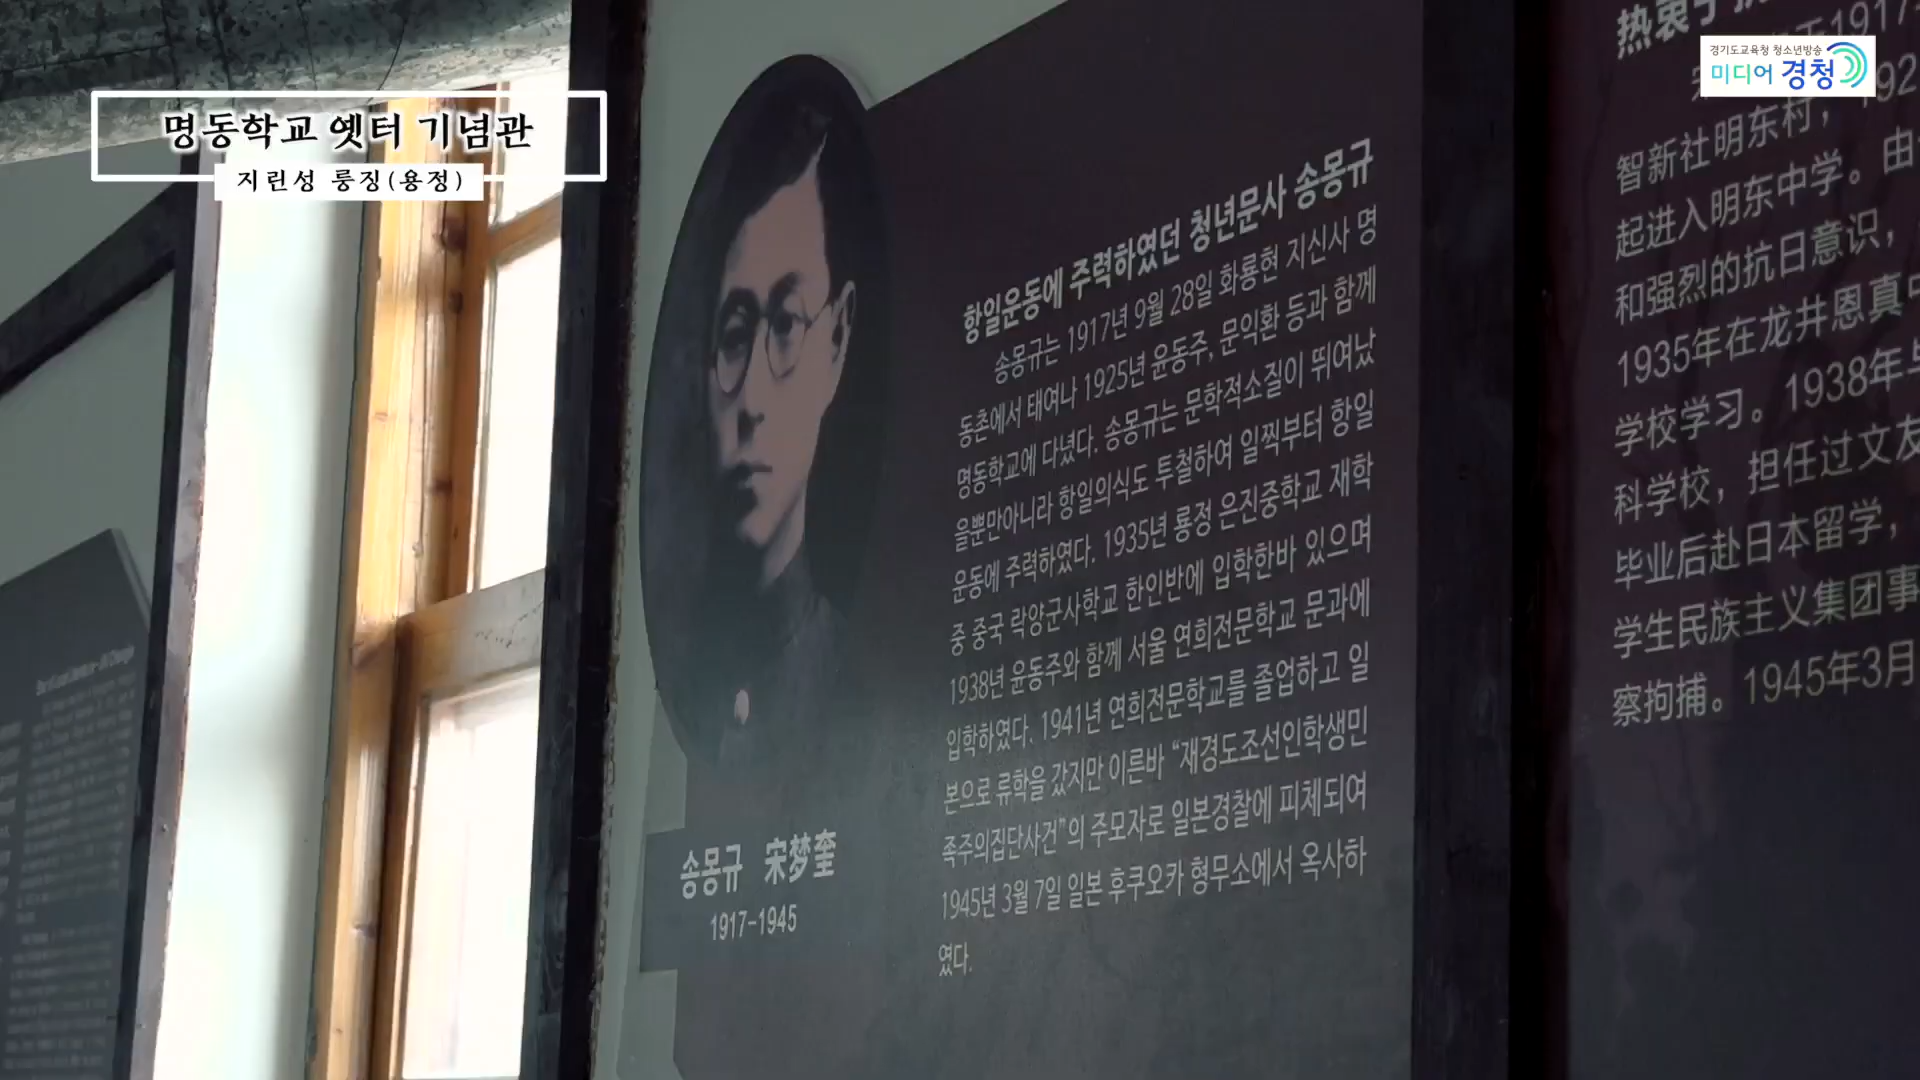 명동학교 옛터 기념관
지린성 룽징(용정)
경기도교육청 청소년방송
미디어 경청
항일운동에 주력하였던 청년문사 송몽규
송몽규는 1917년 9월 28일 화룡현 지신사 명
동촌에서 태여나 1925년 윤동주, 문익환 등과 함께
명동학교에 다녔다. 송몽규는 문학적소질이 뛰여났
을뿐만아니라 항일의식도 투철하여 일찍부터 항일
운동에 주력하였다. 1935년 룡정 은진중학교 재학
중 중국 락양군사학교 한인반에 입학한바 있으며
1938년 윤동주와 함께 서울 연희전문학교 문과에
입학하였다. 1941년 연희전문학교를 졸업하고 일
본으로 류학을 갔지만 이른바 “재경도조선인학생민
족주의집단사건”의 주모자로 일본경찰에 피체되여
1945년 3월 7일 일본 후쿠오카 형무소에서 옥사하
였다.
송몽규 宋梦奎
1917-1945
热衷于
于1917
智新社明东村，192
起进入明东中学。由
和强烈的抗日意识，
1935年在龙井恩真中
学校学习。1938年
科学校，担任过文友
毕业后赴日本留学，
学生民族主义集团事
察拘捕。1945年3月